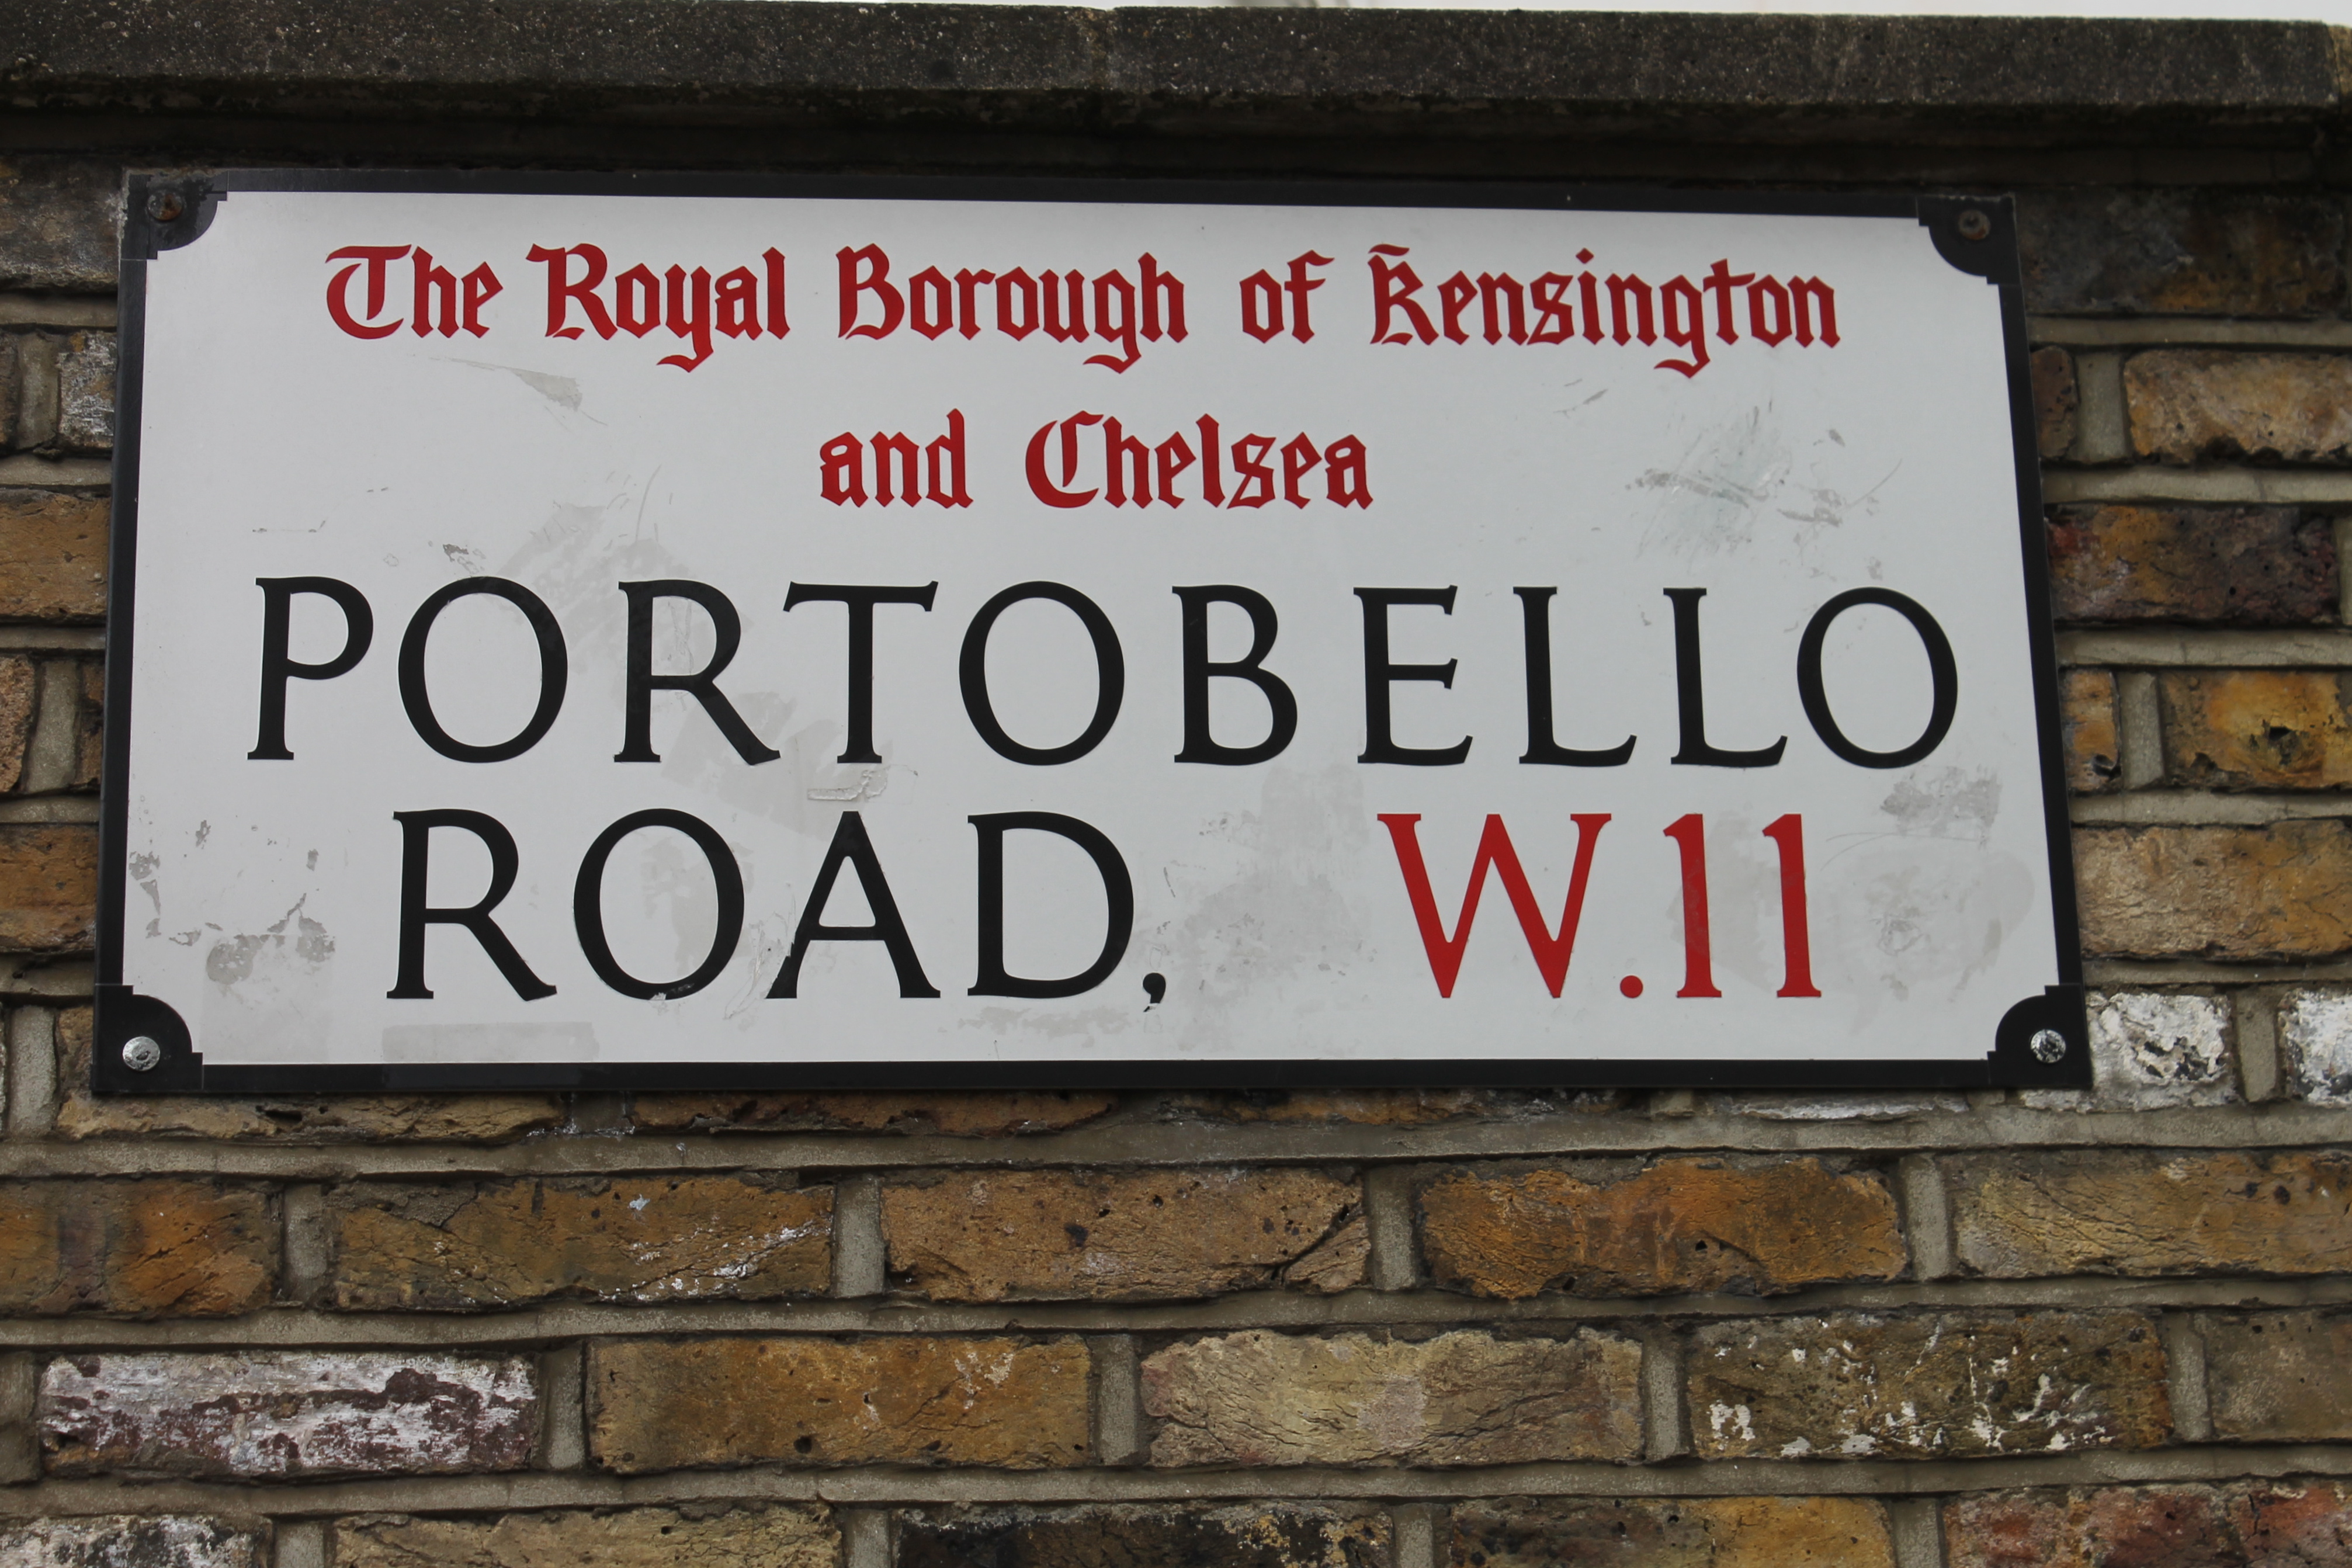 The Royal Borough of Kensington
and Chelsea
PORTOBELLO
ROAD, W.11